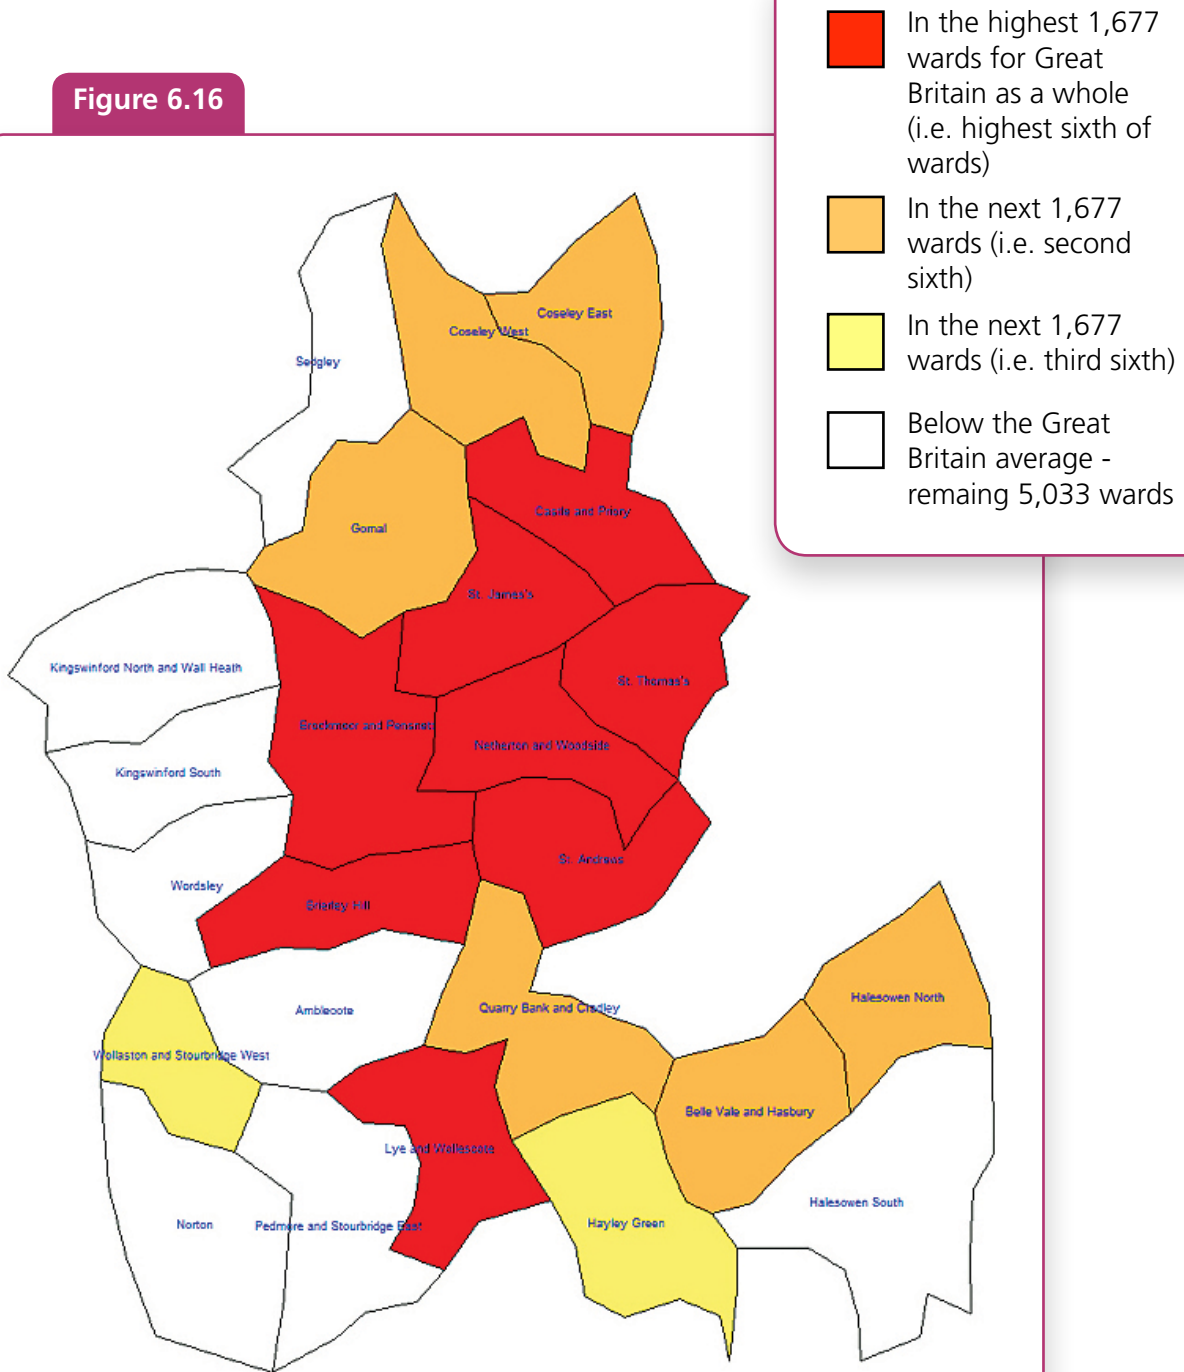 Figure 6.16
In the highest 1,677
wards for Great
Britain as a whole
(i.e. highest sixth of
wards)
In the next 1,677
wards (i.e. second
sixth)
In the next 1,677
wards (i.e. third sixth)
Below the Great
Britain average -
remaing 5,033 wards
Coseley East
Coseley West
Sedgley
Castle and Priory
Gornal
St. James's
Kingswinford North and Wall Heath
St. Thomas's
Brockmoor and Pensnett
Netherton and Woodside
Kingswinford South
St. Andrews
Wordsley
Brierley Hill
Halesowen North
Quarry Bank and Cradley
Amblecote
Wollaston and Stourbridge West
Belle Vale and Hasbury
Lye and Wollescote
Halesowen South
Hayley Green
Norton
Pedmore and Stourbridge East